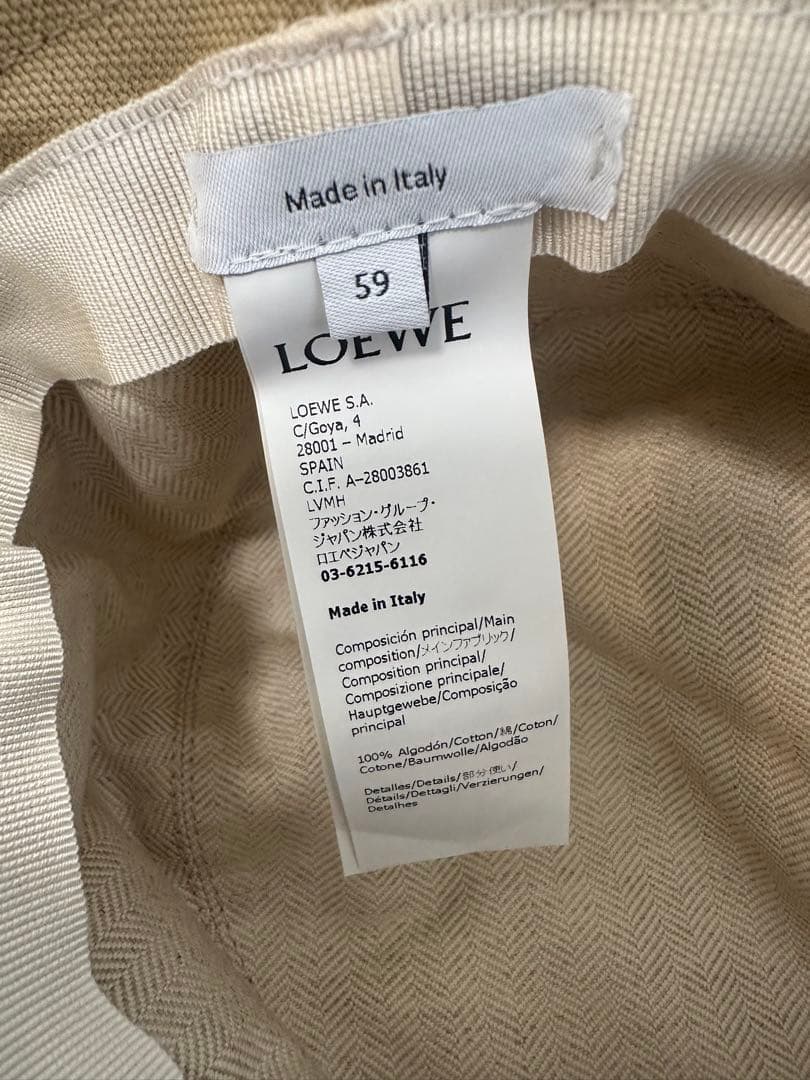 Made in Italy
59
LOEWE
LOEWE S.A.
C/Goya, 4
28001 – Madrid
SPAIN
C.I.F. A-28003861
LVMH
ファッション・グループ・
ジャパン株式会社
ロエベジャパン
03-6215-6116
Made in Italy
Composición principal/Main
composition/メインファブリック/
Composition principal/
Composizione principale/
Hauptgewebe/Composição
principal
100% Algodón/Cotton/綿/Coton/
Cotone/Baumwolle/Algodão
Detalles/Details/部分使い/
Détails/Dettagli/Verzierungen/
Detalhes